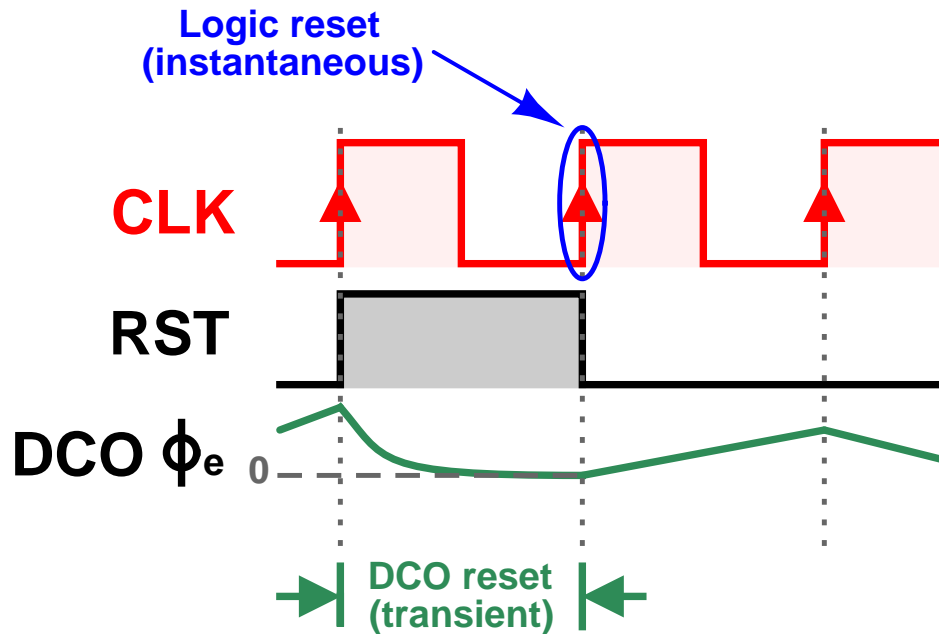 Logic reset
(instantaneous)
CLK
RST
DCO ϕe
0
DCO reset
(transient)